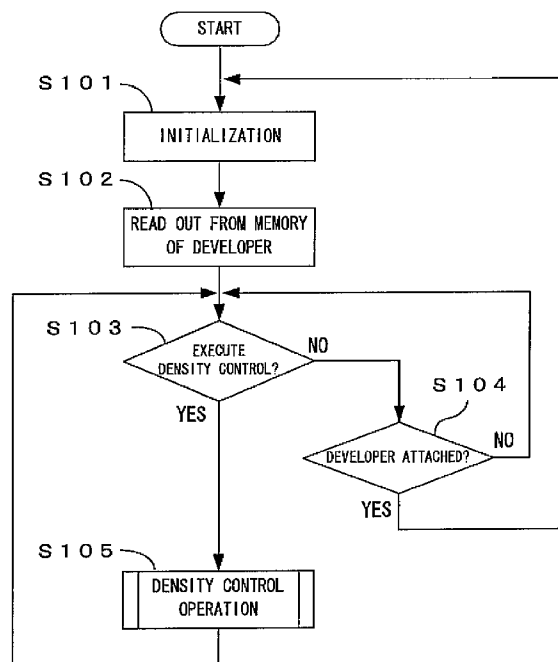 START
S101
INITIALIZATION
S102
READ OUT FROM MEMORY
OF DEVELOPER
S103
EXECUTE
DENSITY CONTROL?
NO
YES
S104
DEVELOPER ATTACHED?
NO
YES
S105
DENSITY CONTROL
OPERATION